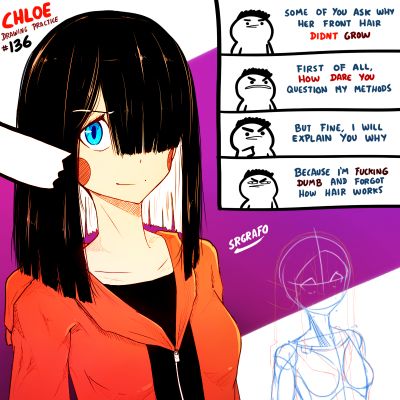 CHLOE
DRAWING PRACTICE
#136
SOME OF YOU ASK WHY
HER FRONT HAIR
DIDNT GROW
FIRST OF ALL,
HOW DARE YOU
QUESTION MY METHODS
BUT FINE, I WILL
EXPLAIN YOU WHY
BECAUSE I'M FUCKING
DUMB AND FORGOT
HOW HAIR WORKS
SRGRAFO